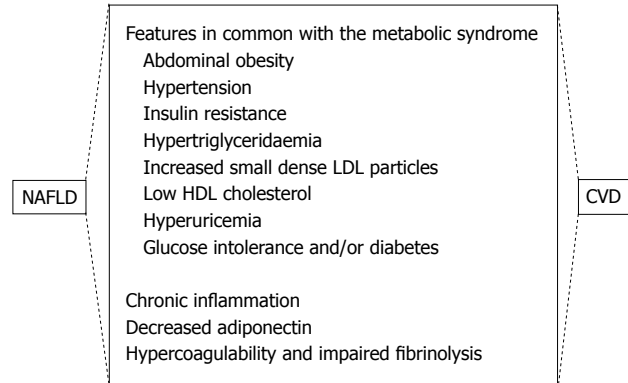 Features in common with the metabolic syndrome
Abdominal obesity
Hypertension
Insulin resistance
Hypertriglyceridaemia
Increased small dense LDL particles
Low HDL cholesterol
Hyperuricemia
Glucose intolerance and/or diabetes
Chronic inflammation
Decreased adiponectin
Hypercoagulability and impaired fibrinolysis
NAFLD
CVD